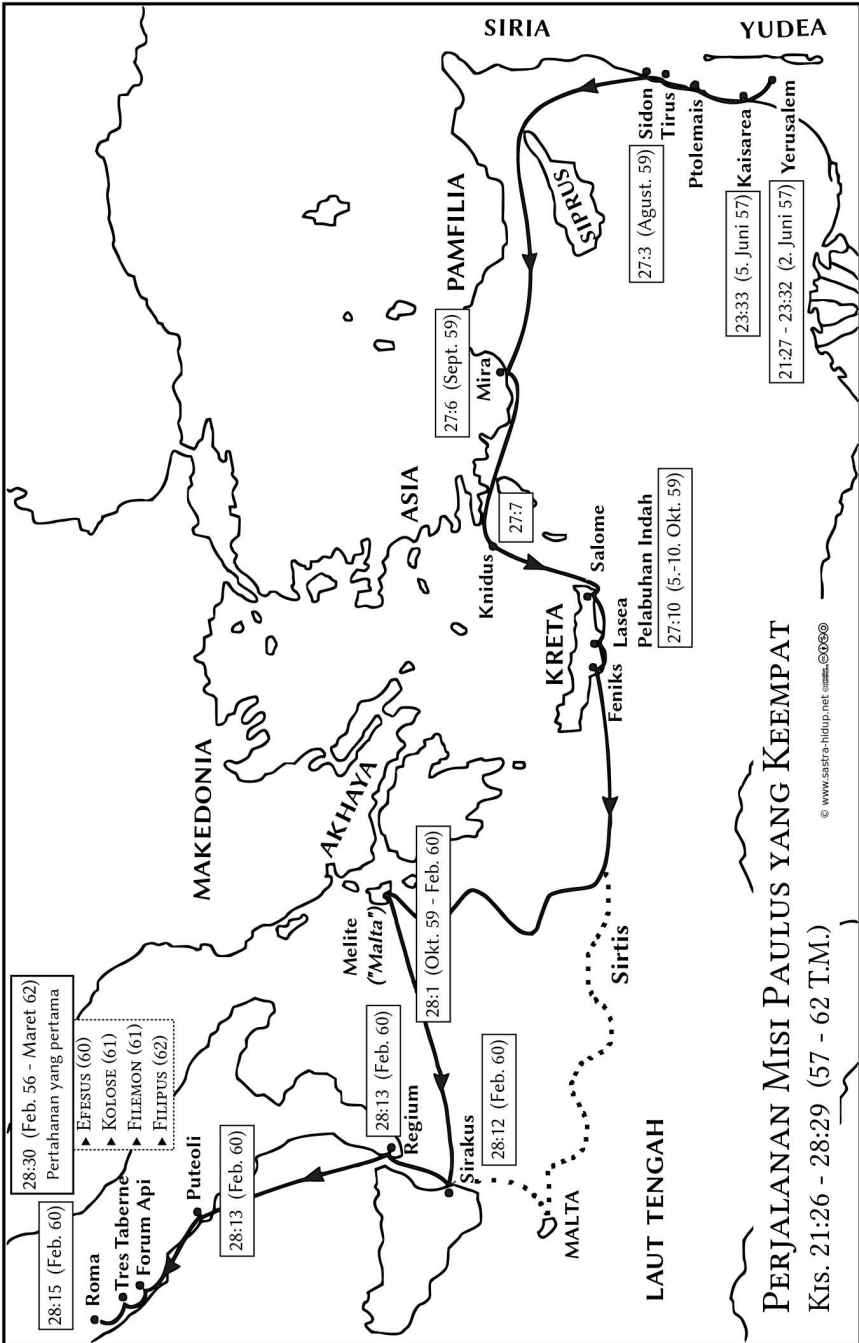 PERJALANAN MISI PAULUS YANG KEEMPAT
KIS. 21:26 - 28:29 (57 - 62 T.M.)
© www.sastra-hidup.net
28:15 (Feb. 60)
Roma
Tres Taberne
Forum Api
28:30 (Feb. 56 - Maret 62)
Pertahanan yang pertama
▶ EFESUS (60)
▶ KOLOSE (61)
▶ FILEMON (61)
▶ FILIPUS (62)
Puteoli
28:13 (Feb. 60)
28:13 (Feb. 60)
Regium
Sirakus
28:12 (Feb. 60)
MALTA
LAUT TENGAH
MAKEDONIA
AKHAYA
Melite
("Malta")
28:1 (Okt. 59 - Feb. 60)
Sirtis
ASIA
Knidus
27:7
KRETA
Salome
Feniks
Lasea
Pelabuhan Indah
27:10 (5.-10. Okt. 59)
PAMFILIA
27:6 (Sept. 59)
Mira
SIPRUS
SIRIA
Sidon
Tirus
27:3 (Agust. 59)
Ptolemais
Kaisarea
23:33 (5. Juni 57)
YUDEA
Yerusalem
21:27 - 23:32 (2. Juni 57)